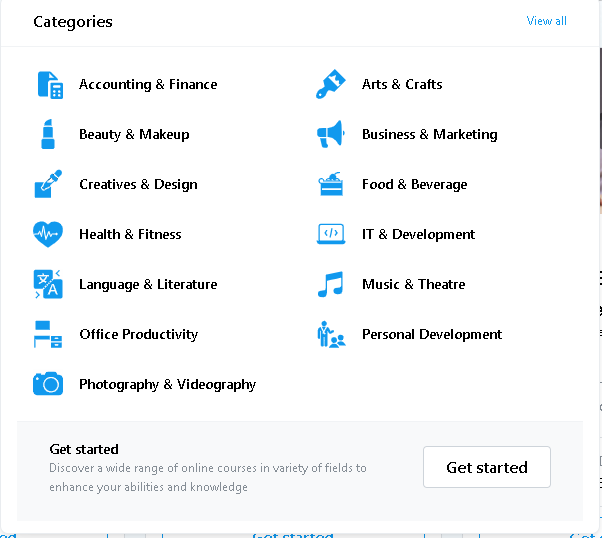 Categories
View all
Accounting & Finance
Arts & Crafts
Beauty & Makeup
Business & Marketing
Creatives & Design
Food & Beverage
Health & Fitness
IT & Development
Language & Literature
Music & Theatre
Office Productivity
Personal Development
Photography & Videography
Get started
Discover a wide range of online courses in variety of fields to
enhance your abilities and knowledge
Get started
Get started